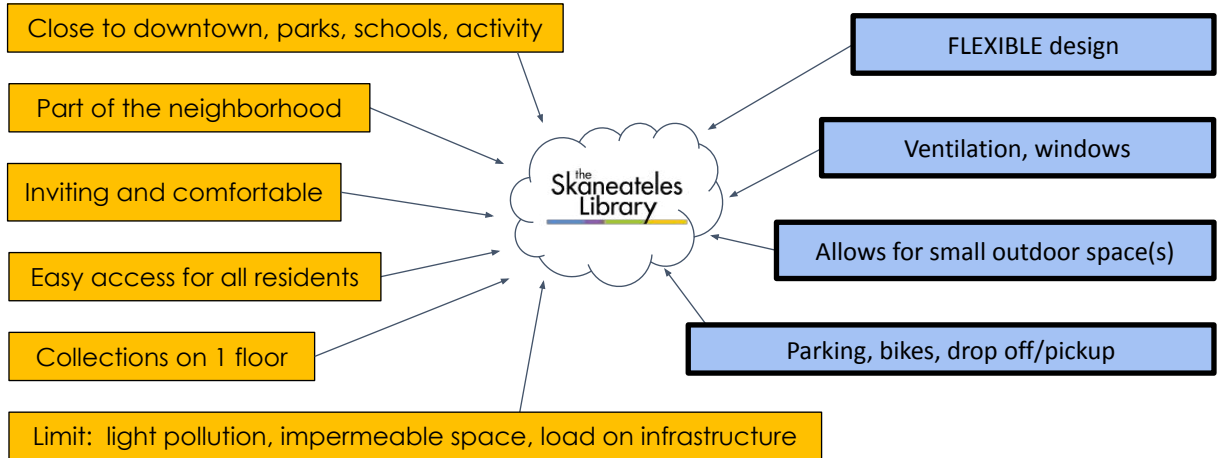 Close to downtown, parks, schools, activity
Part of the neighborhood
Inviting and comfortable
Easy access for all residents
Collections on 1 floor
Limit:  light pollution, impermeable space, load on infrastructure
the
Skaneateles
Library
FLEXIBLE design
Ventilation, windows
Allows for small outdoor space(s)
Parking, bikes, drop off/pickup